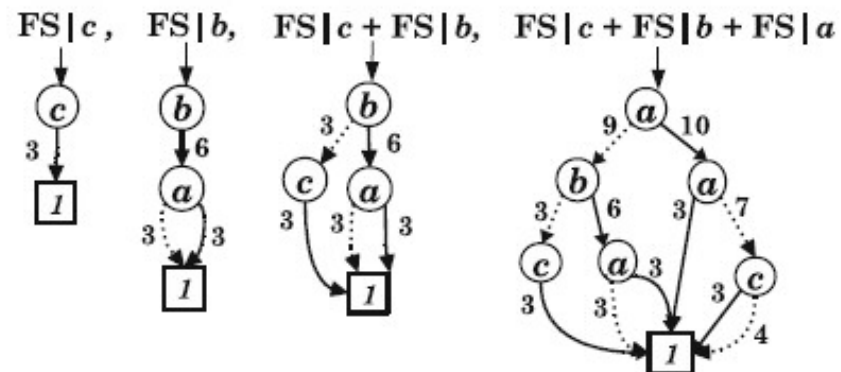 FS|c , FS|b, FS|c + FS|b, FS|c + FS|b + FS|a
c
3
1
b
6
a
3 3
1
b
3 6
c a
3 3 3
1
a
9 10
b a
3 6 3 7
c a 3 c
3 3 3 4
1